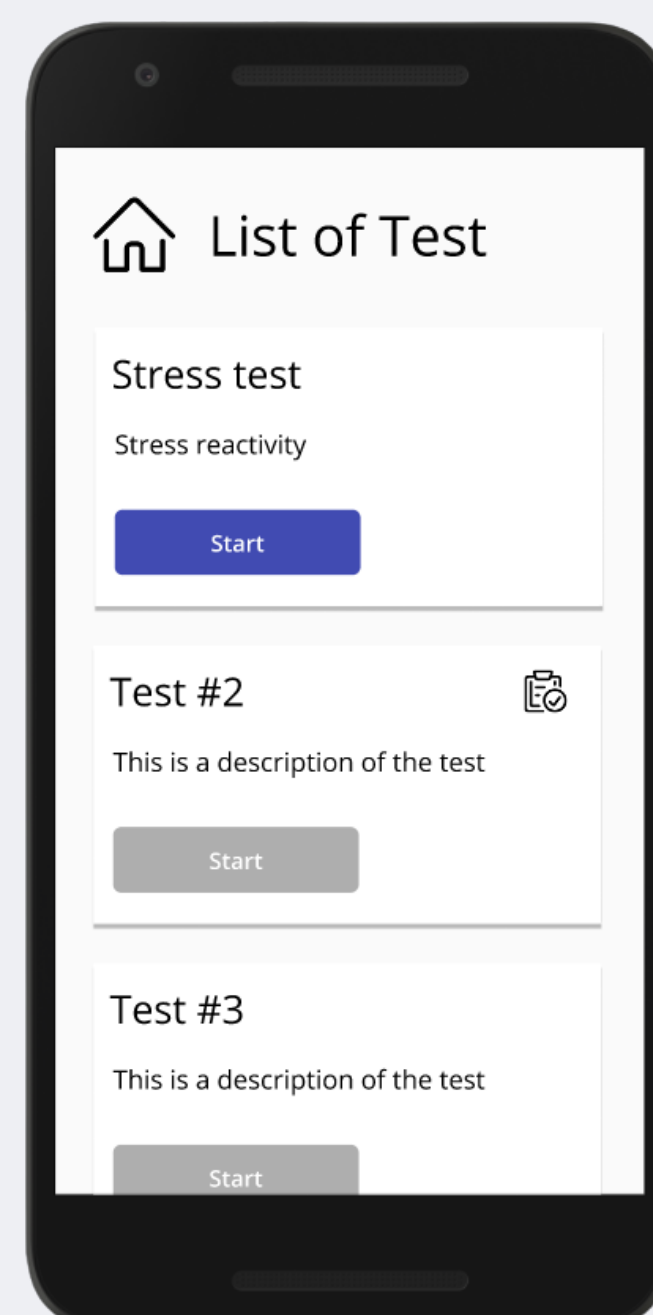 List of Test
Stress test
Stress reactivity
Start
Test #2
This is a description of the test
Start
Test #3
This is a description of the test
Start